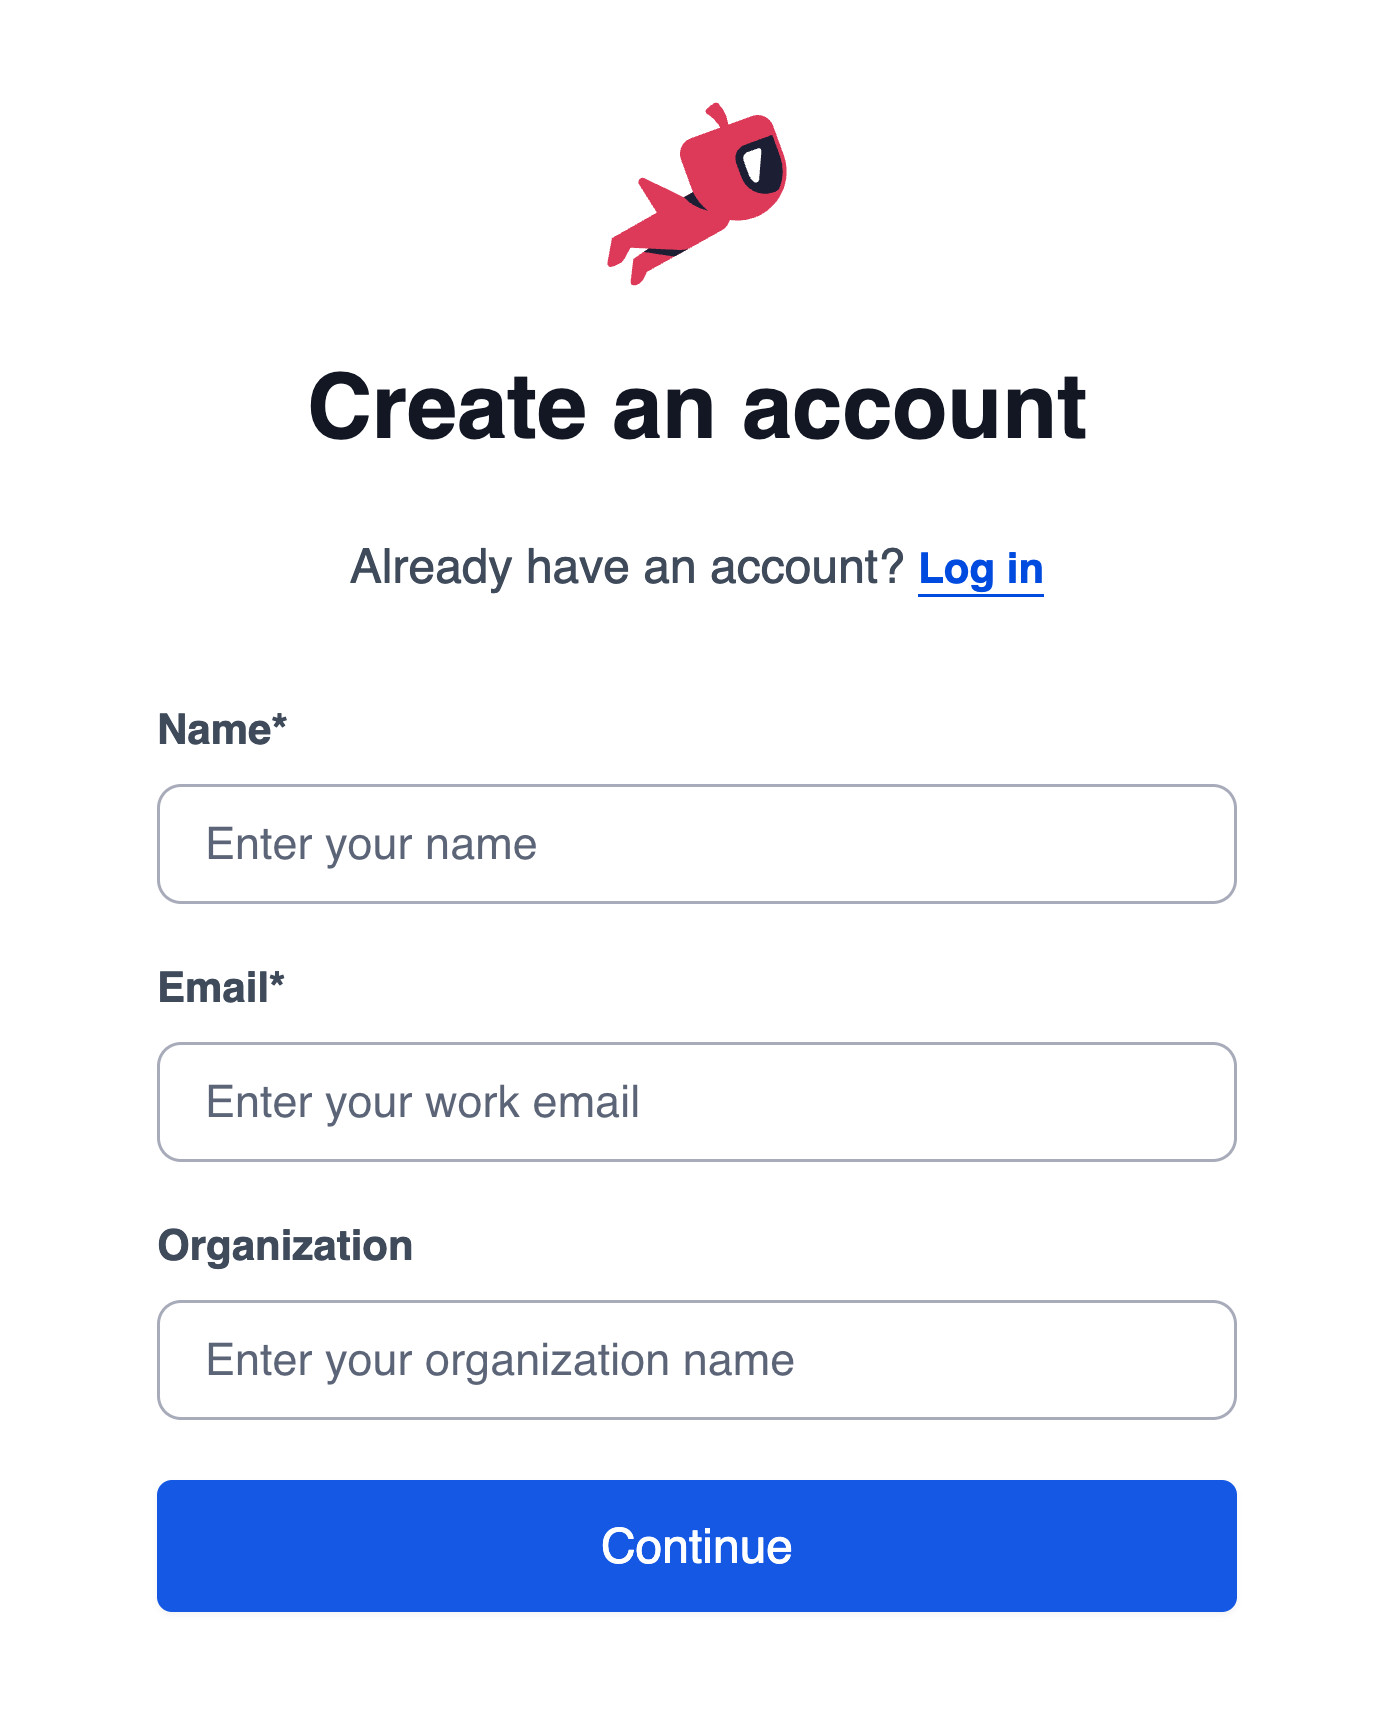 Create an account
Already have an account? Log in
Name*
Enter your name
Email*
Enter your work email
Organization
Enter your organization name
Continue